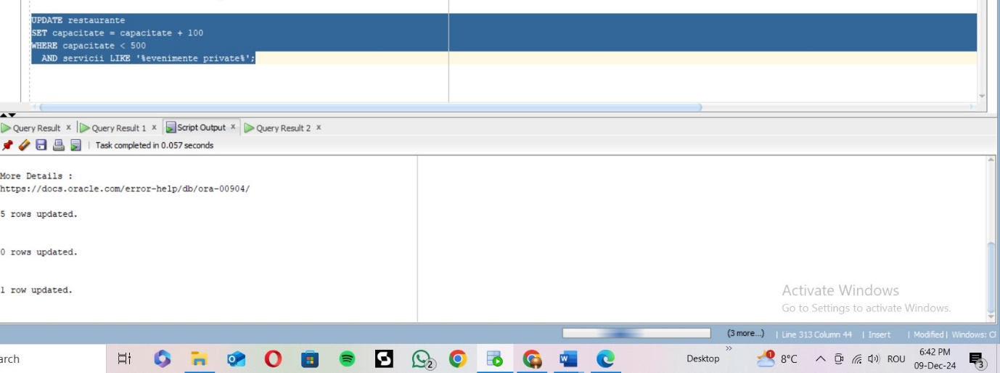 UPDATE restaurante
SET capacitate = capacitate + 100
WHERE capacitate < 500
AND servicii LIKE '%evenimente private%';
Query Result x Query Result 1 x Script Output x Query Result 2 x
Task completed in 0.057 seconds
More Details :
https://docs.oracle.com/error-help/db/ora-00904/
5 rows updated.
0 rows updated.
1 row updated.
Activate Windows
Go to Settings to activate Windows.
(3 more...) | Line 313 Column 44 | Insert | Modified | Windows: C
arch
2
W
Desktop
1
8°C
ROU
6:42 PM
09-Dec-24
3